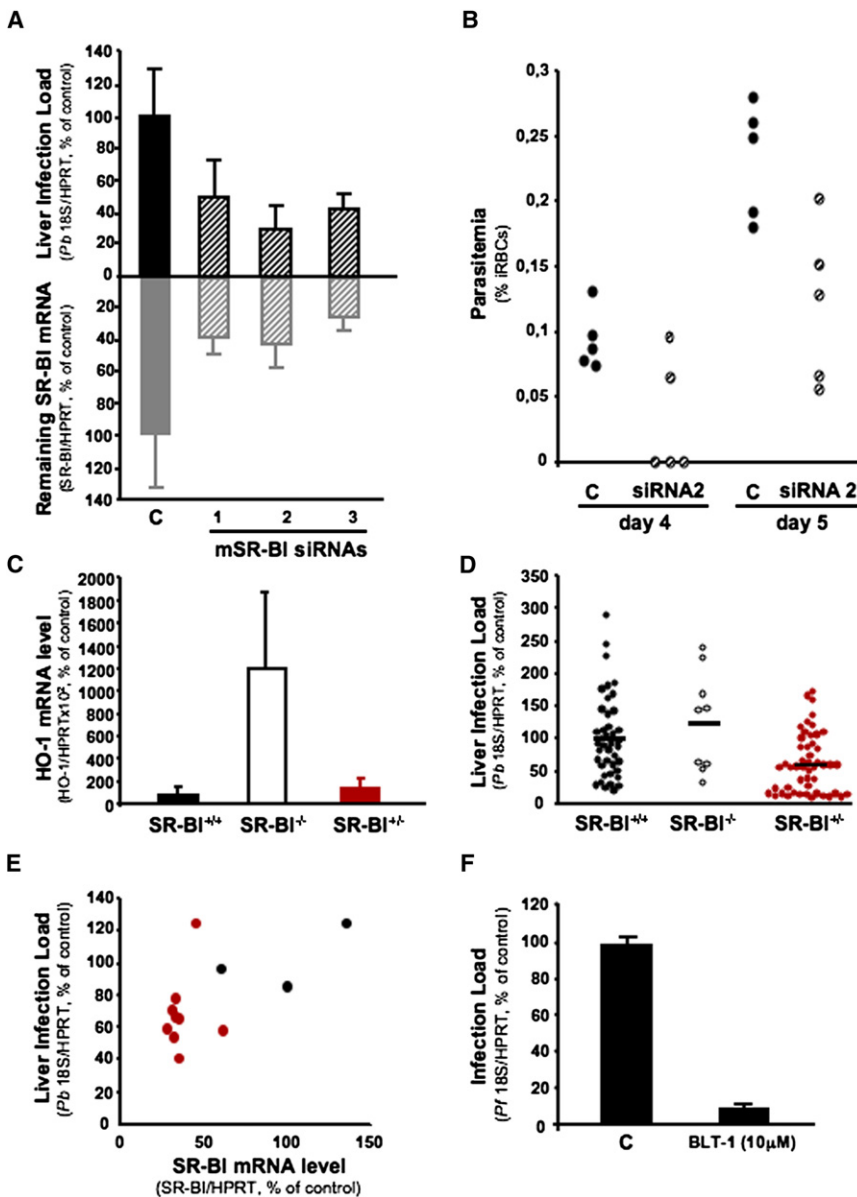 A
Liver Infection Load
(Pb 18S/HPRT, % of control)
140
120
100
80
60
40
20
0
20
40
60
80
100
120
140
Remaining SR-BI mRNA
(SR-BI/HPRT, % of control)
C 1 2 3
mSR-BI siRNAs
B
Parasitemia
(% iRBCs)
0,3
0,25
0,2
0,15
0,1
0,05
0
C siRNA2 C siRNA 2
day 4 day 5
C
HO-1 mRNA level
(HO-1/HPRTx10², % of control)
2000
1800
1600
1400
1200
1000
800
600
400
200
0
SR-BI+/+ SR-BI-/- SR-BI+/-
D
Liver Infection Load
(Pb 18S/HPRT, % of control)
350
300
250
200
150
100
50
0
SR-BI+/+ SR-BI-/- SR-BI+/-
E
Liver Infection Load
(Pb 18S/HPRT, % of control)
140
120
100
80
60
40
20
0
0 50 100 150
SR-BI mRNA level
(SR-BI/HPRT, % of control)
F
Infection Load
(Pf 18S/HPRT, % of control)
120
100
80
60
40
20
0
C BLT-1 (10µM)